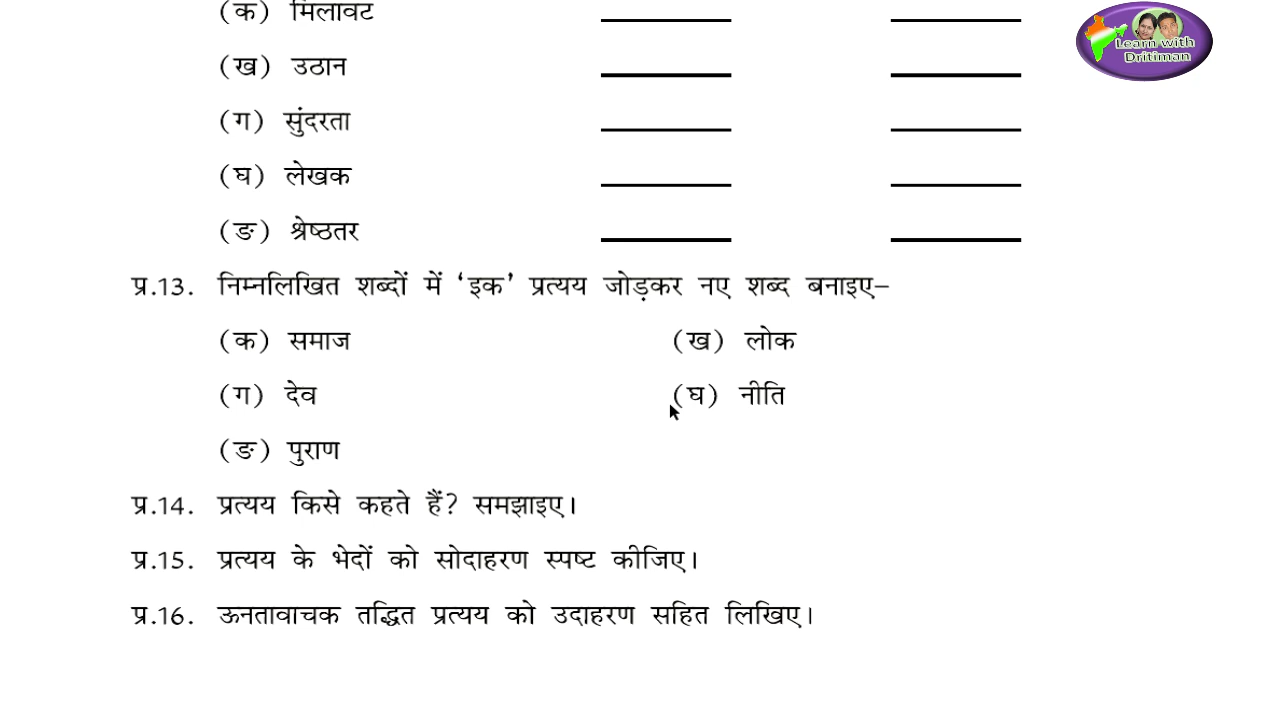 (क) मिलावट
Learn with
Dritiman
(ख) उठान
(ग) सुंदरता
(घ) लेखक
(ङ) श्रेष्ठतर
प्र.13. निम्नलिखित शब्दों में ‘इक’ प्रत्यय जोड़कर नए शब्द बनाइए–
(क) समाज (ख) लोक
(ग) देव (घ) नीति
(ङ) पुराण
प्र.14. प्रत्यय किसे कहते हैं? समझाइए।
प्र.15. प्रत्यय के भेदों को सोदाहरण स्पष्ट कीजिए।
प्र.16. ऊनतावाचक तद्धित प्रत्यय को उदाहरण सहित लिखिए।